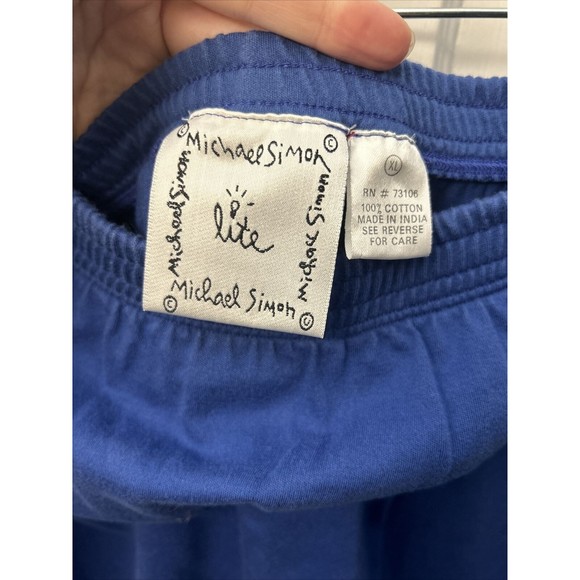 © Michael Simon ©
Michael Simon
lite
Michael Simon
© Michael Simon ©
XL
RN # 73106
100% COTTON
MADE IN INDIA
SEE REVERSE
FOR CARE